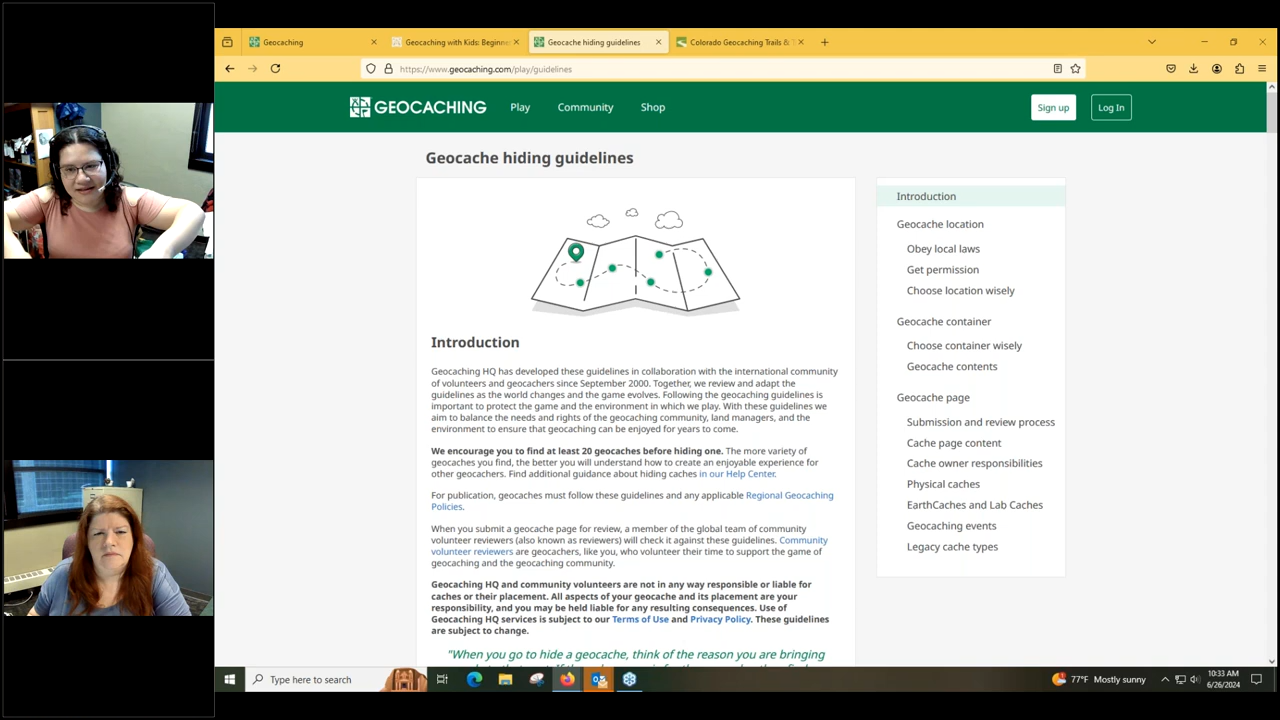 Geocaching
Geocaching with Kids: Beginne
Geocache hiding guidelines
Colorado Geocaching Trails & T
https://www.geocaching.com/play/guidelines
GEOCACHING
Play
Community
Shop
Sign up
Log In
Geocache hiding guidelines
Introduction
Geocaching HQ has developed these guidelines in collaboration with the international community
of volunteers and geocachers since September 2000. Together, we review and adapt the
guidelines as the world changes and the game evolves. Following the geocaching guidelines is
important to protect the game and the environment in which we play. With these guidelines we
aim to balance the needs and rights of the geocaching community, land managers, and the
environment to ensure that geocaching can be enjoyed for years to come.
We encourage you to find at least 20 geocaches before hiding one. The more variety of
geocaches you find, the better you will understand how to create an enjoyable experience for
other geocachers. Find additional guidance about hiding caches in our Help Center.
For publication, geocaches must follow these guidelines and any applicable Regional Geocaching
Policies.
When you submit a geocache page for review, a member of the global team of community
volunteer reviewers (also known as reviewers) will check it against these guidelines. Community
volunteer reviewers are geocachers, like you, who volunteer their time to support the game of
geocaching and the geocaching community.
Geocaching HQ and community volunteers are not in any way responsible or liable for
caches or their placement. All aspects of your geocache and its placement are your
responsibility, and you may be held liable for any resulting consequences. Use of
Geocaching HQ services is subject to our Terms of Use and Privacy Policy. These guidelines
are subject to change.
"When you go to hide a geocache, think of the reason you are bringing
Introduction
Geocache location
Obey local laws
Get permission
Choose location wisely
Geocache container
Choose container wisely
Geocache contents
Geocache page
Submission and review process
Cache page content
Cache owner responsibilities
Physical caches
EarthCaches and Lab Caches
Geocaching events
Legacy cache types
Type here to search
77°F Mostly sunny
10:33 AM
6/26/2024